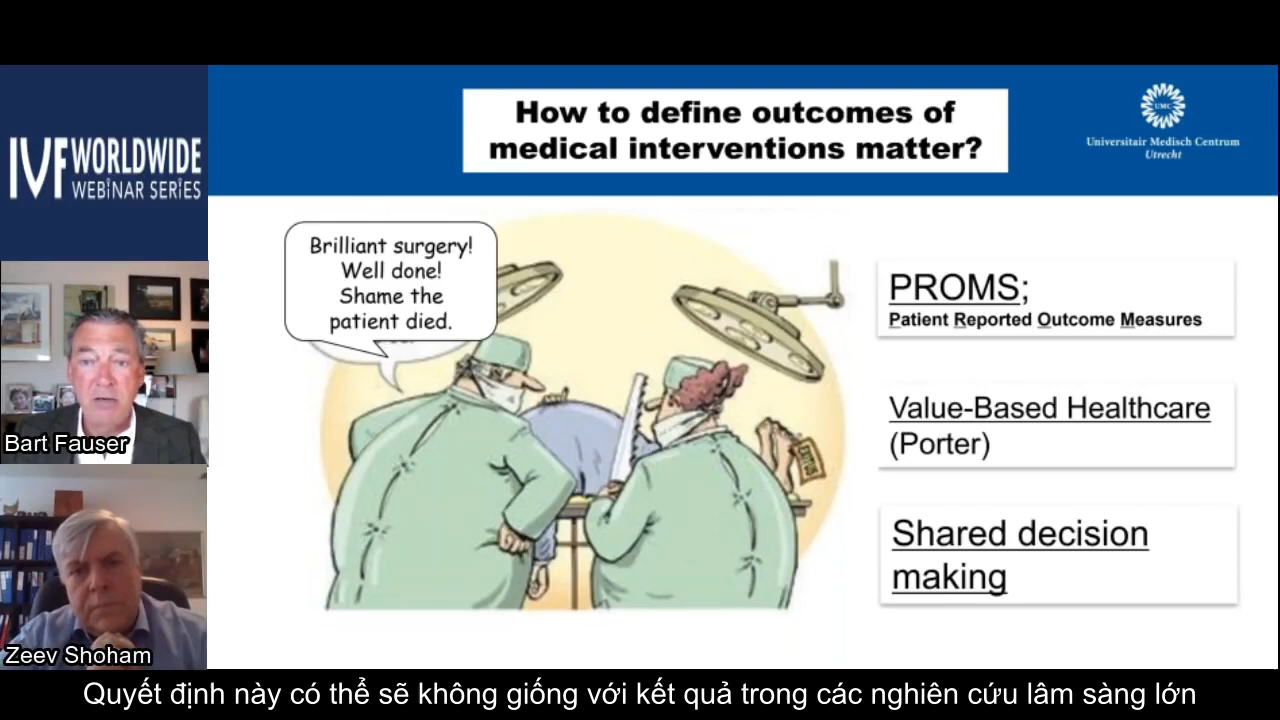 IVF WORLDWIDE
WEBINAR SERIES
Bart Fauser
Zeev Shoham
How to define outcomes of
medical interventions matter?
UMC
Universitair Medisch Centrum
Utrecht
Brilliant surgery!
Well done!
Shame the
patient died.
EXITUS
PROMS;
Patient Reported Outcome Measures
Value-Based Healthcare
(Porter)
Shared decision
making
Quyết định này có thể sẽ không giống với kết quả trong các nghiên cứu lâm sàng lớn